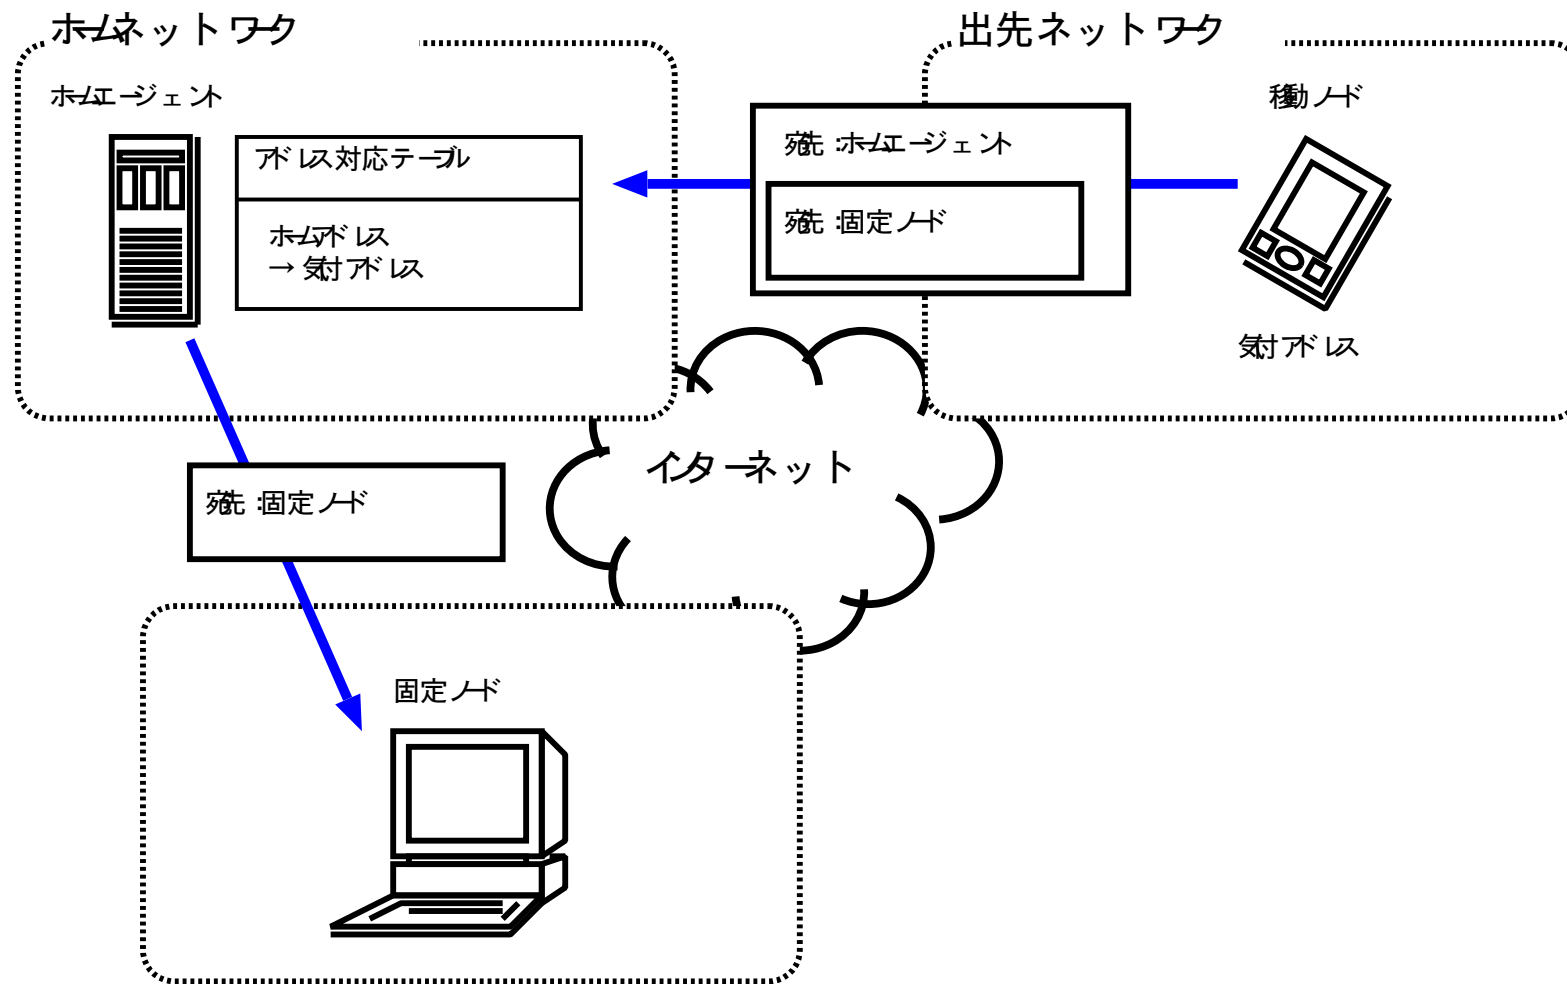 ホームネットワーク
出先ネットワーク
ホームエージェント
移動ノード
アドレス対応テーブル
宛先：ホームエージェント
ホームアドレス
→ 気付アドレス
宛先：固定ノード
気付アドレス
インターネット
宛先：固定ノード
固定ノード